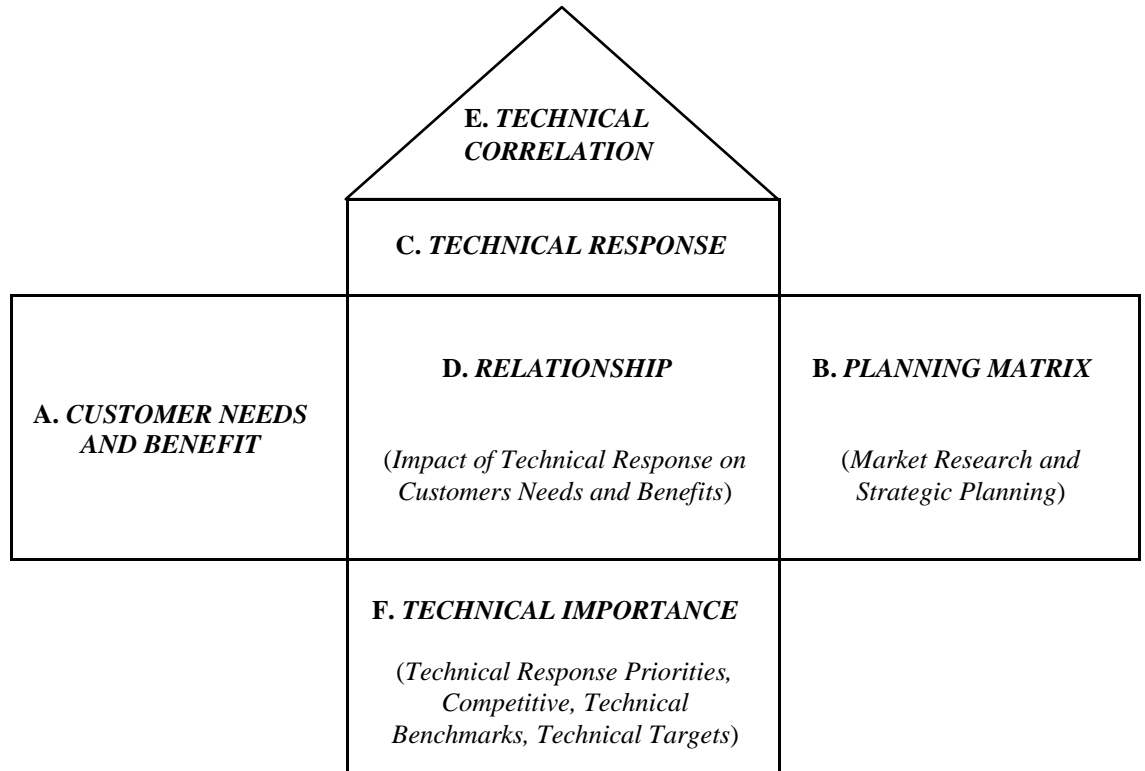 E. TECHNICAL
CORRELATION
C. TECHNICAL RESPONSE
A. CUSTOMER NEEDS
AND BENEFIT
D. RELATIONSHIP
(Impact of Technical Response on
Customers Needs and Benefits)
B. PLANNING MATRIX
(Market Research and
Strategic Planning)
F. TECHNICAL IMPORTANCE
(Technical Response Priorities,
Competitive, Technical
Benchmarks, Technical Targets)